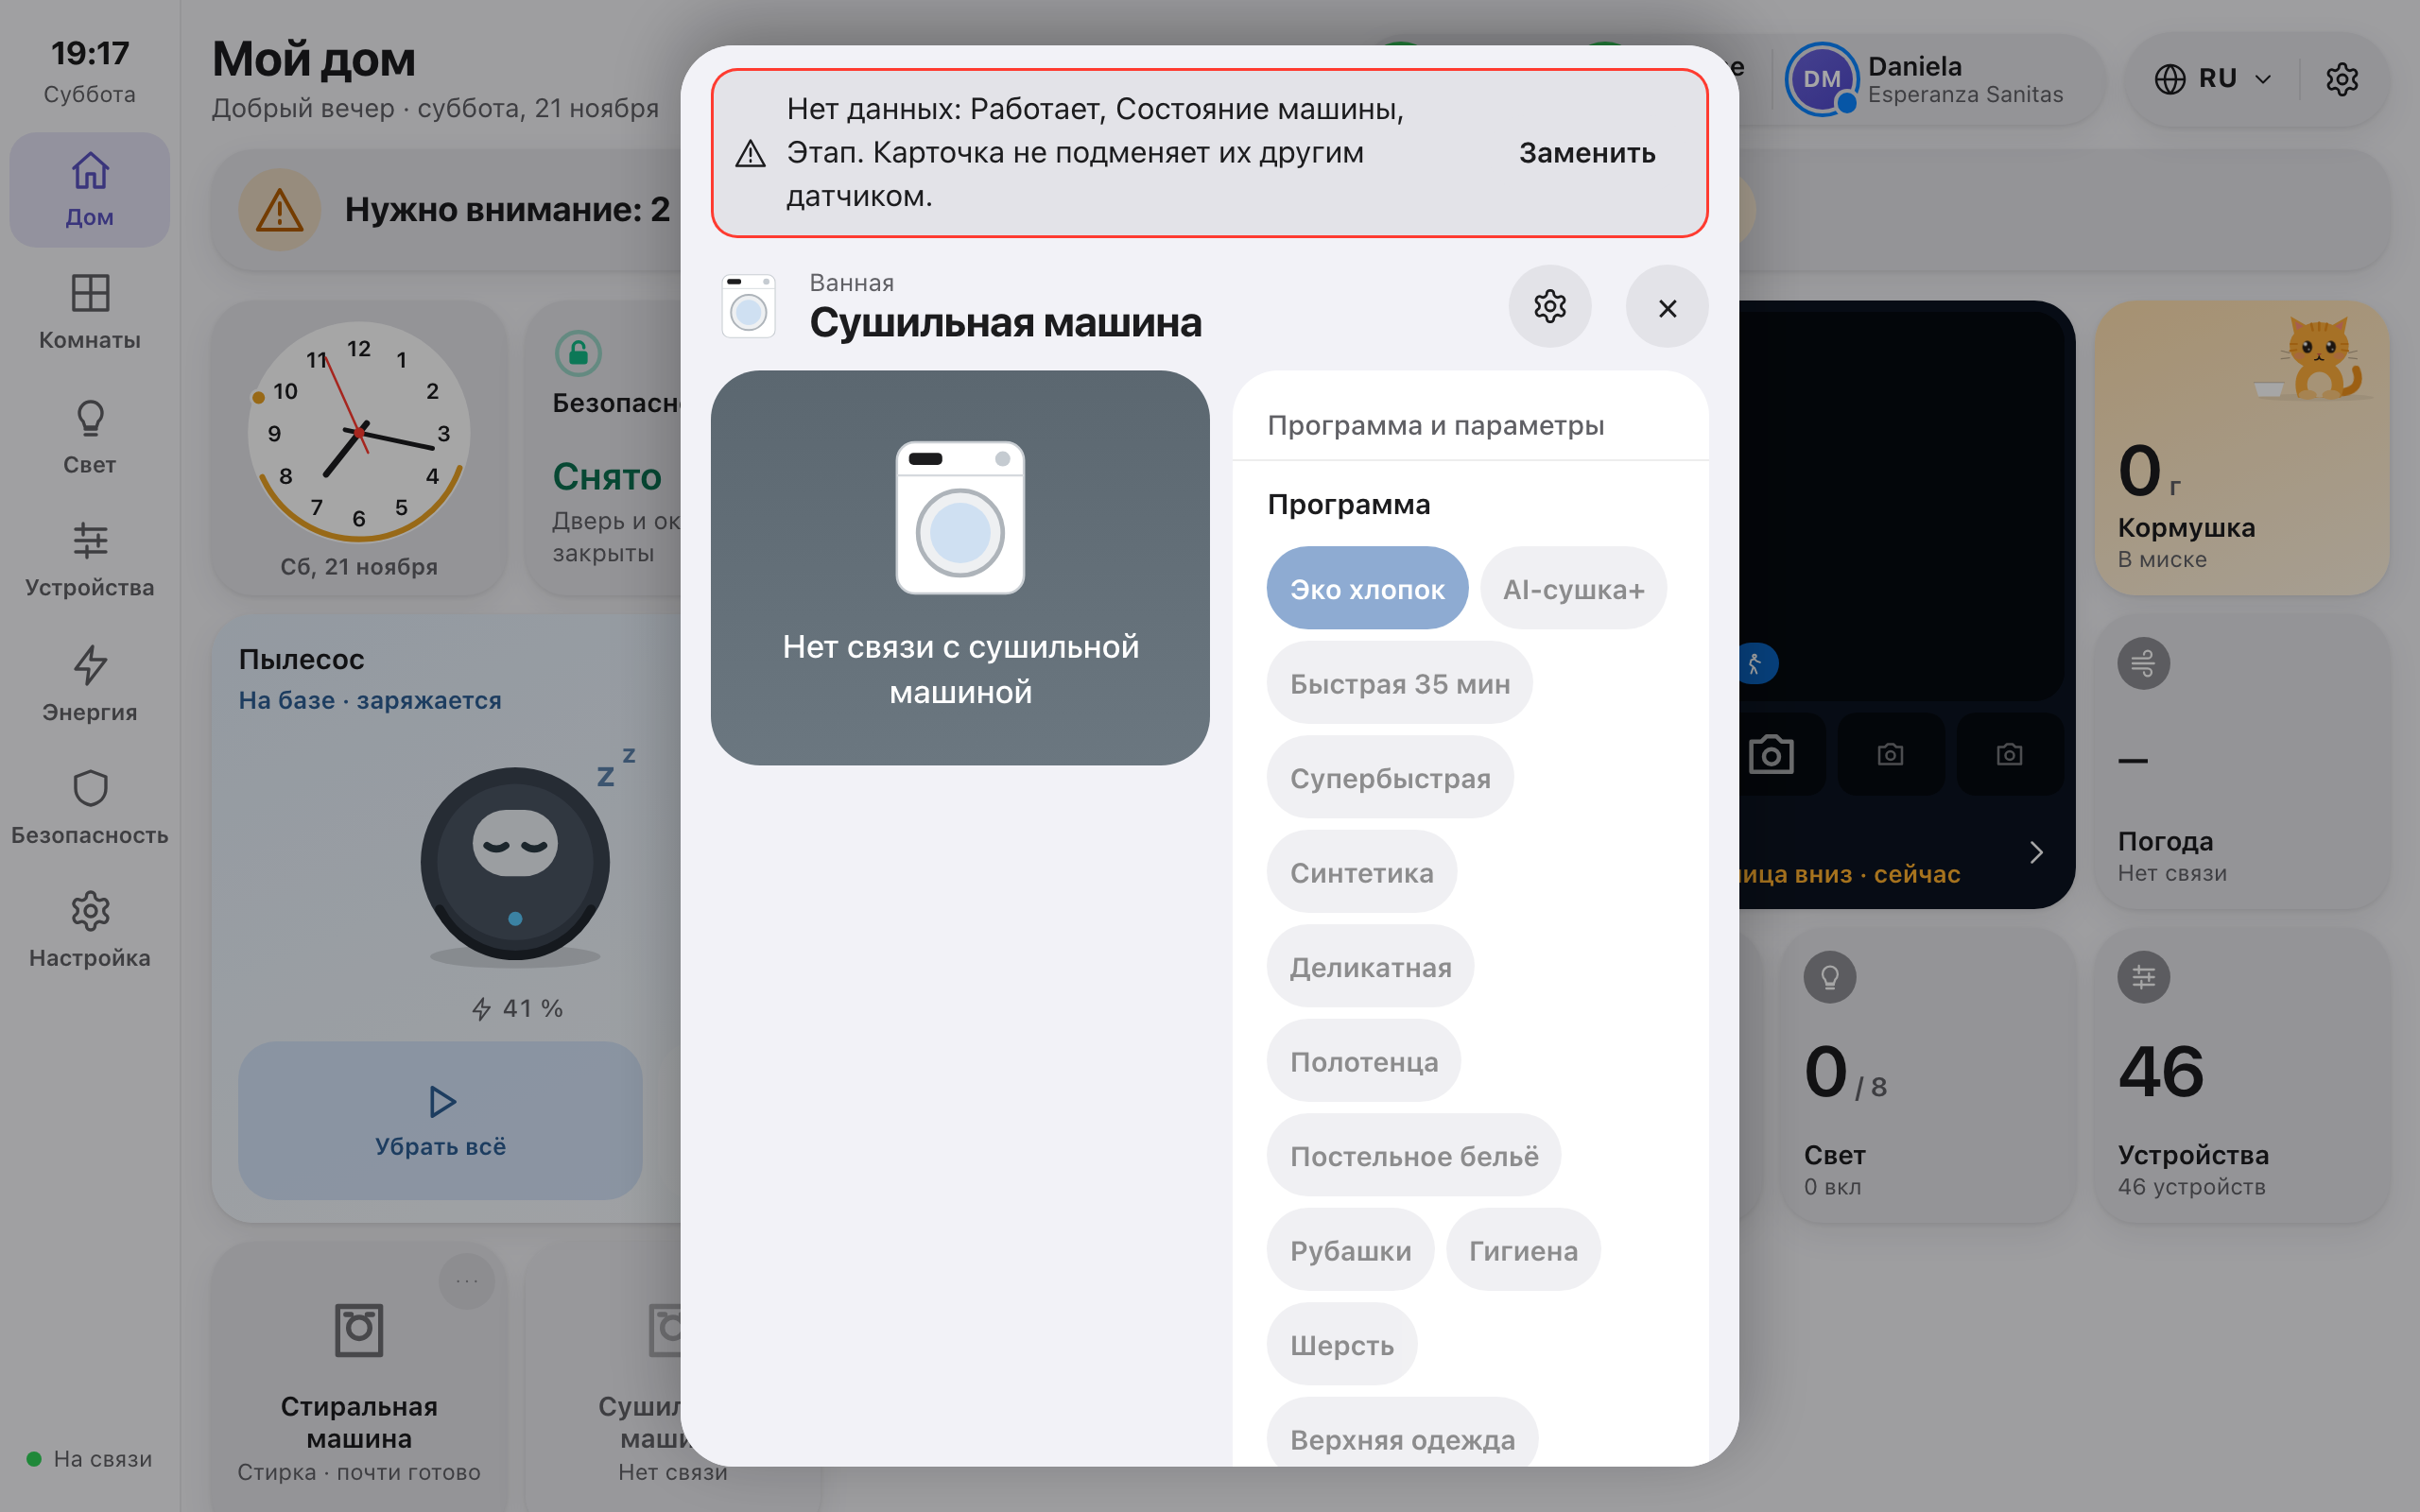 19:17
Суббота
Дом
Комнаты
Свет
Устройства
Энергия
Безопасность
Настройка
На связи
Мой дом
Добрый вечер · суббота, 21 ноября
DM
Daniela
Esperanza Sanitas
RU
Нужно внимание: 2
12
1
2
3
4
5
6
7
8
9
10
11
Сб, 21 ноября
Снято
закрыты
Пылесос
На базе · заряжается
z z
41 %
Убрать всё
Стиральная
машина
Стирка · почти готово
Нет связи
Нет данных: Работает, Состояние машины,
Этап. Карточка не подменяет их другим
датчиком.
Заменить
Ванная
Сушильная машина
Нет связи с сушильной
машиной
Программа и параметры
Программа
Эко хлопок
AI-сушка+
Быстрая 35 мин
Супербыстрая
Синтетика
Деликатная
Полотенца
Постельное бельё
Рубашки
Гигиена
Шерсть
Верхняя одежда
вниз · сейчас
0 г
Кормушка
В миске
—
Погода
Нет связи
0 / 8
Свет
0 вкл
46
Устройства
46 устройств